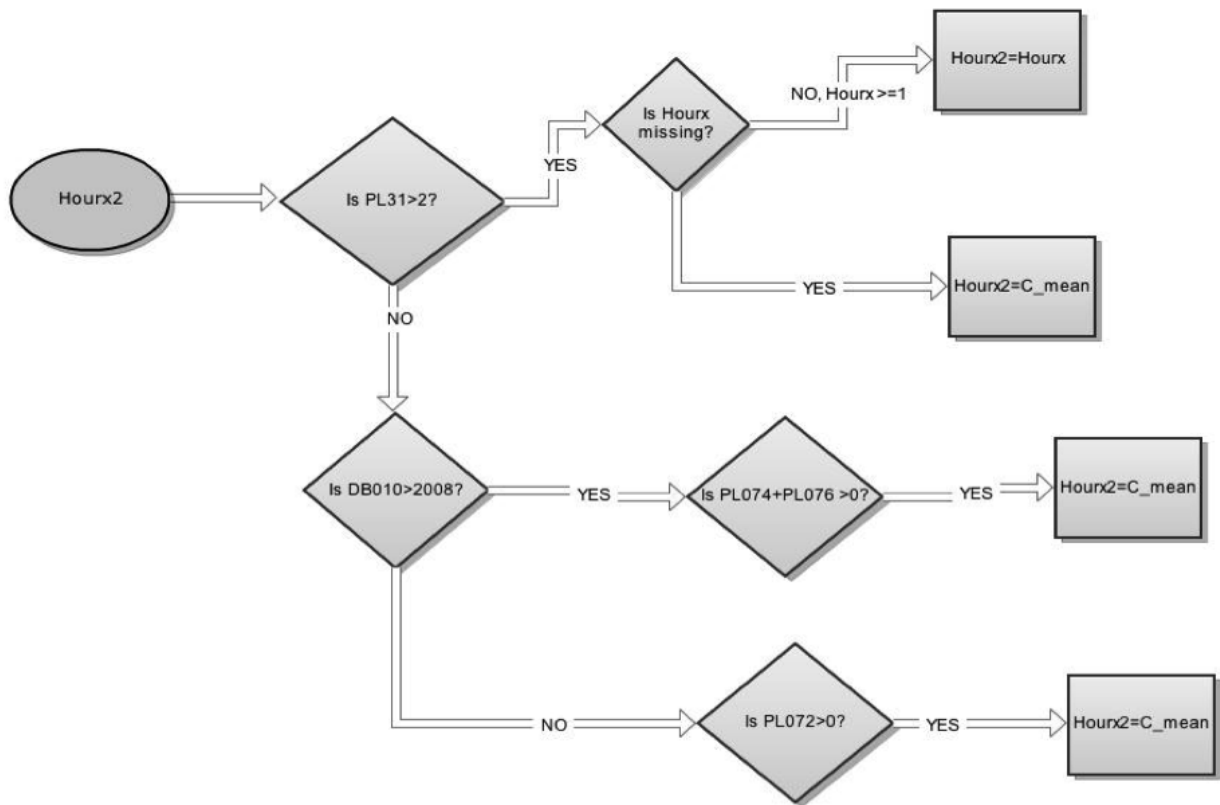 Hourx2=Hourx
NO, Hourx >=1
Is Hourx
missing?
YES
Hourx2
Is PL31>2?
Hourx2=C_mean
YES
NO
Is DB010>2008?
YES
Is PL074+PL076 >0?
YES
Hourx2=C_mean
NO
Is PL072>0?
YES
Hourx2=C_mean